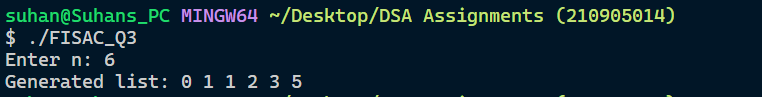 suhan@Suhans_PC MINGW64 ~/Desktop/DSA Assignments (210905014)
$ ./FISAC_Q3
Enter n: 6
Generated list: 0 1 1 2 3 5